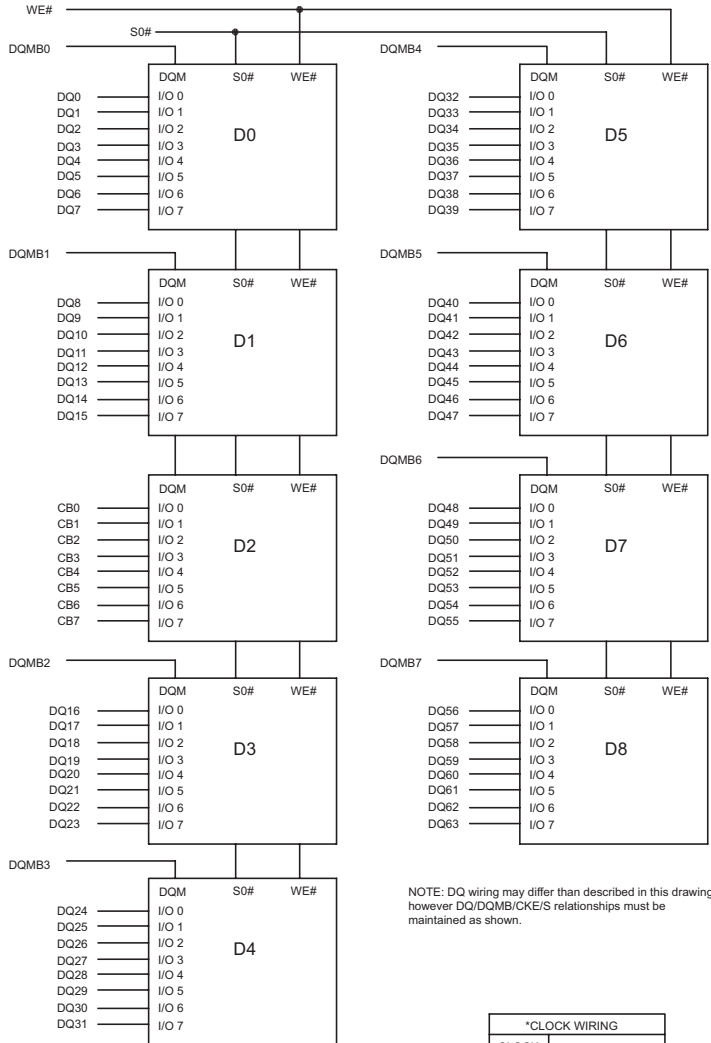 WE#
S0#
DQMB0
DQM S0# WE#
DQ0 I/O 0
DQ1 I/O 1
DQ2 I/O 2
DQ3 I/O 3
DQ4 I/O 4
DQ5 I/O 5
DQ6 I/O 6
DQ7 I/O 7
D0
DQMB1
DQM S0# WE#
DQ8 I/O 0
DQ9 I/O 1
DQ10 I/O 2
DQ11 I/O 3
DQ12 I/O 4
DQ13 I/O 5
DQ14 I/O 6
DQ15 I/O 7
D1
DQM S0# WE#
CB0 I/O 0
CB1 I/O 1
CB2 I/O 2
CB3 I/O 3
CB4 I/O 4
CB5 I/O 5
CB6 I/O 6
CB7 I/O 7
D2
DQMB2
DQM S0# WE#
DQ16 I/O 0
DQ17 I/O 1
DQ18 I/O 2
DQ19 I/O 3
DQ20 I/O 4
DQ21 I/O 5
DQ22 I/O 6
DQ23 I/O 7
D3
DQMB3
DQM S0# WE#
DQ24 I/O 0
DQ25 I/O 1
DQ26 I/O 2
DQ27 I/O 3
DQ28 I/O 4
DQ29 I/O 5
DQ30 I/O 6
DQ31 I/O 7
D4
DQMB4
DQM S0# WE#
DQ32 I/O 0
DQ33 I/O 1
DQ34 I/O 2
DQ35 I/O 3
DQ36 I/O 4
DQ37 I/O 5
DQ38 I/O 6
DQ39 I/O 7
D5
DQMB5
DQM S0# WE#
DQ40 I/O 0
DQ41 I/O 1
DQ42 I/O 2
DQ43 I/O 3
DQ44 I/O 4
DQ45 I/O 5
DQ46 I/O 6
DQ47 I/O 7
D6
DQMB6
DQM S0# WE#
DQ48 I/O 0
DQ49 I/O 1
DQ50 I/O 2
DQ51 I/O 3
DQ52 I/O 4
DQ53 I/O 5
DQ54 I/O 6
DQ55 I/O 7
D7
DQMB7
DQM S0# WE#
DQ56 I/O 0
DQ57 I/O 1
DQ58 I/O 2
DQ59 I/O 3
DQ60 I/O 4
DQ61 I/O 5
DQ62 I/O 6
DQ63 I/O 7
D8
NOTE: DQ wiring may differ than described in this drawing
however DQ/DQMB/CKE/S relationships must be
maintained as shown.
*CLOCK WIRING